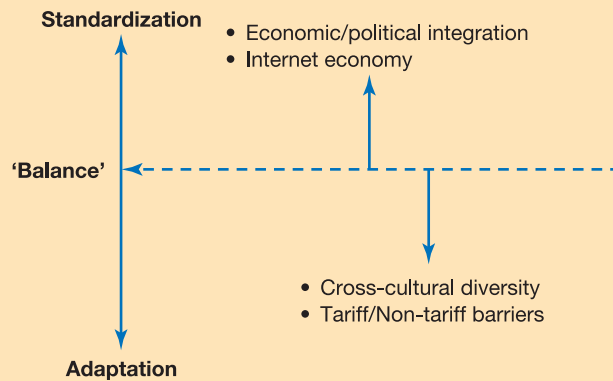 Standardization
• Economic/political integration
• Internet economy
'Balance'
• Cross-cultural diversity
• Tariff/Non-tariff barriers
Adaptation